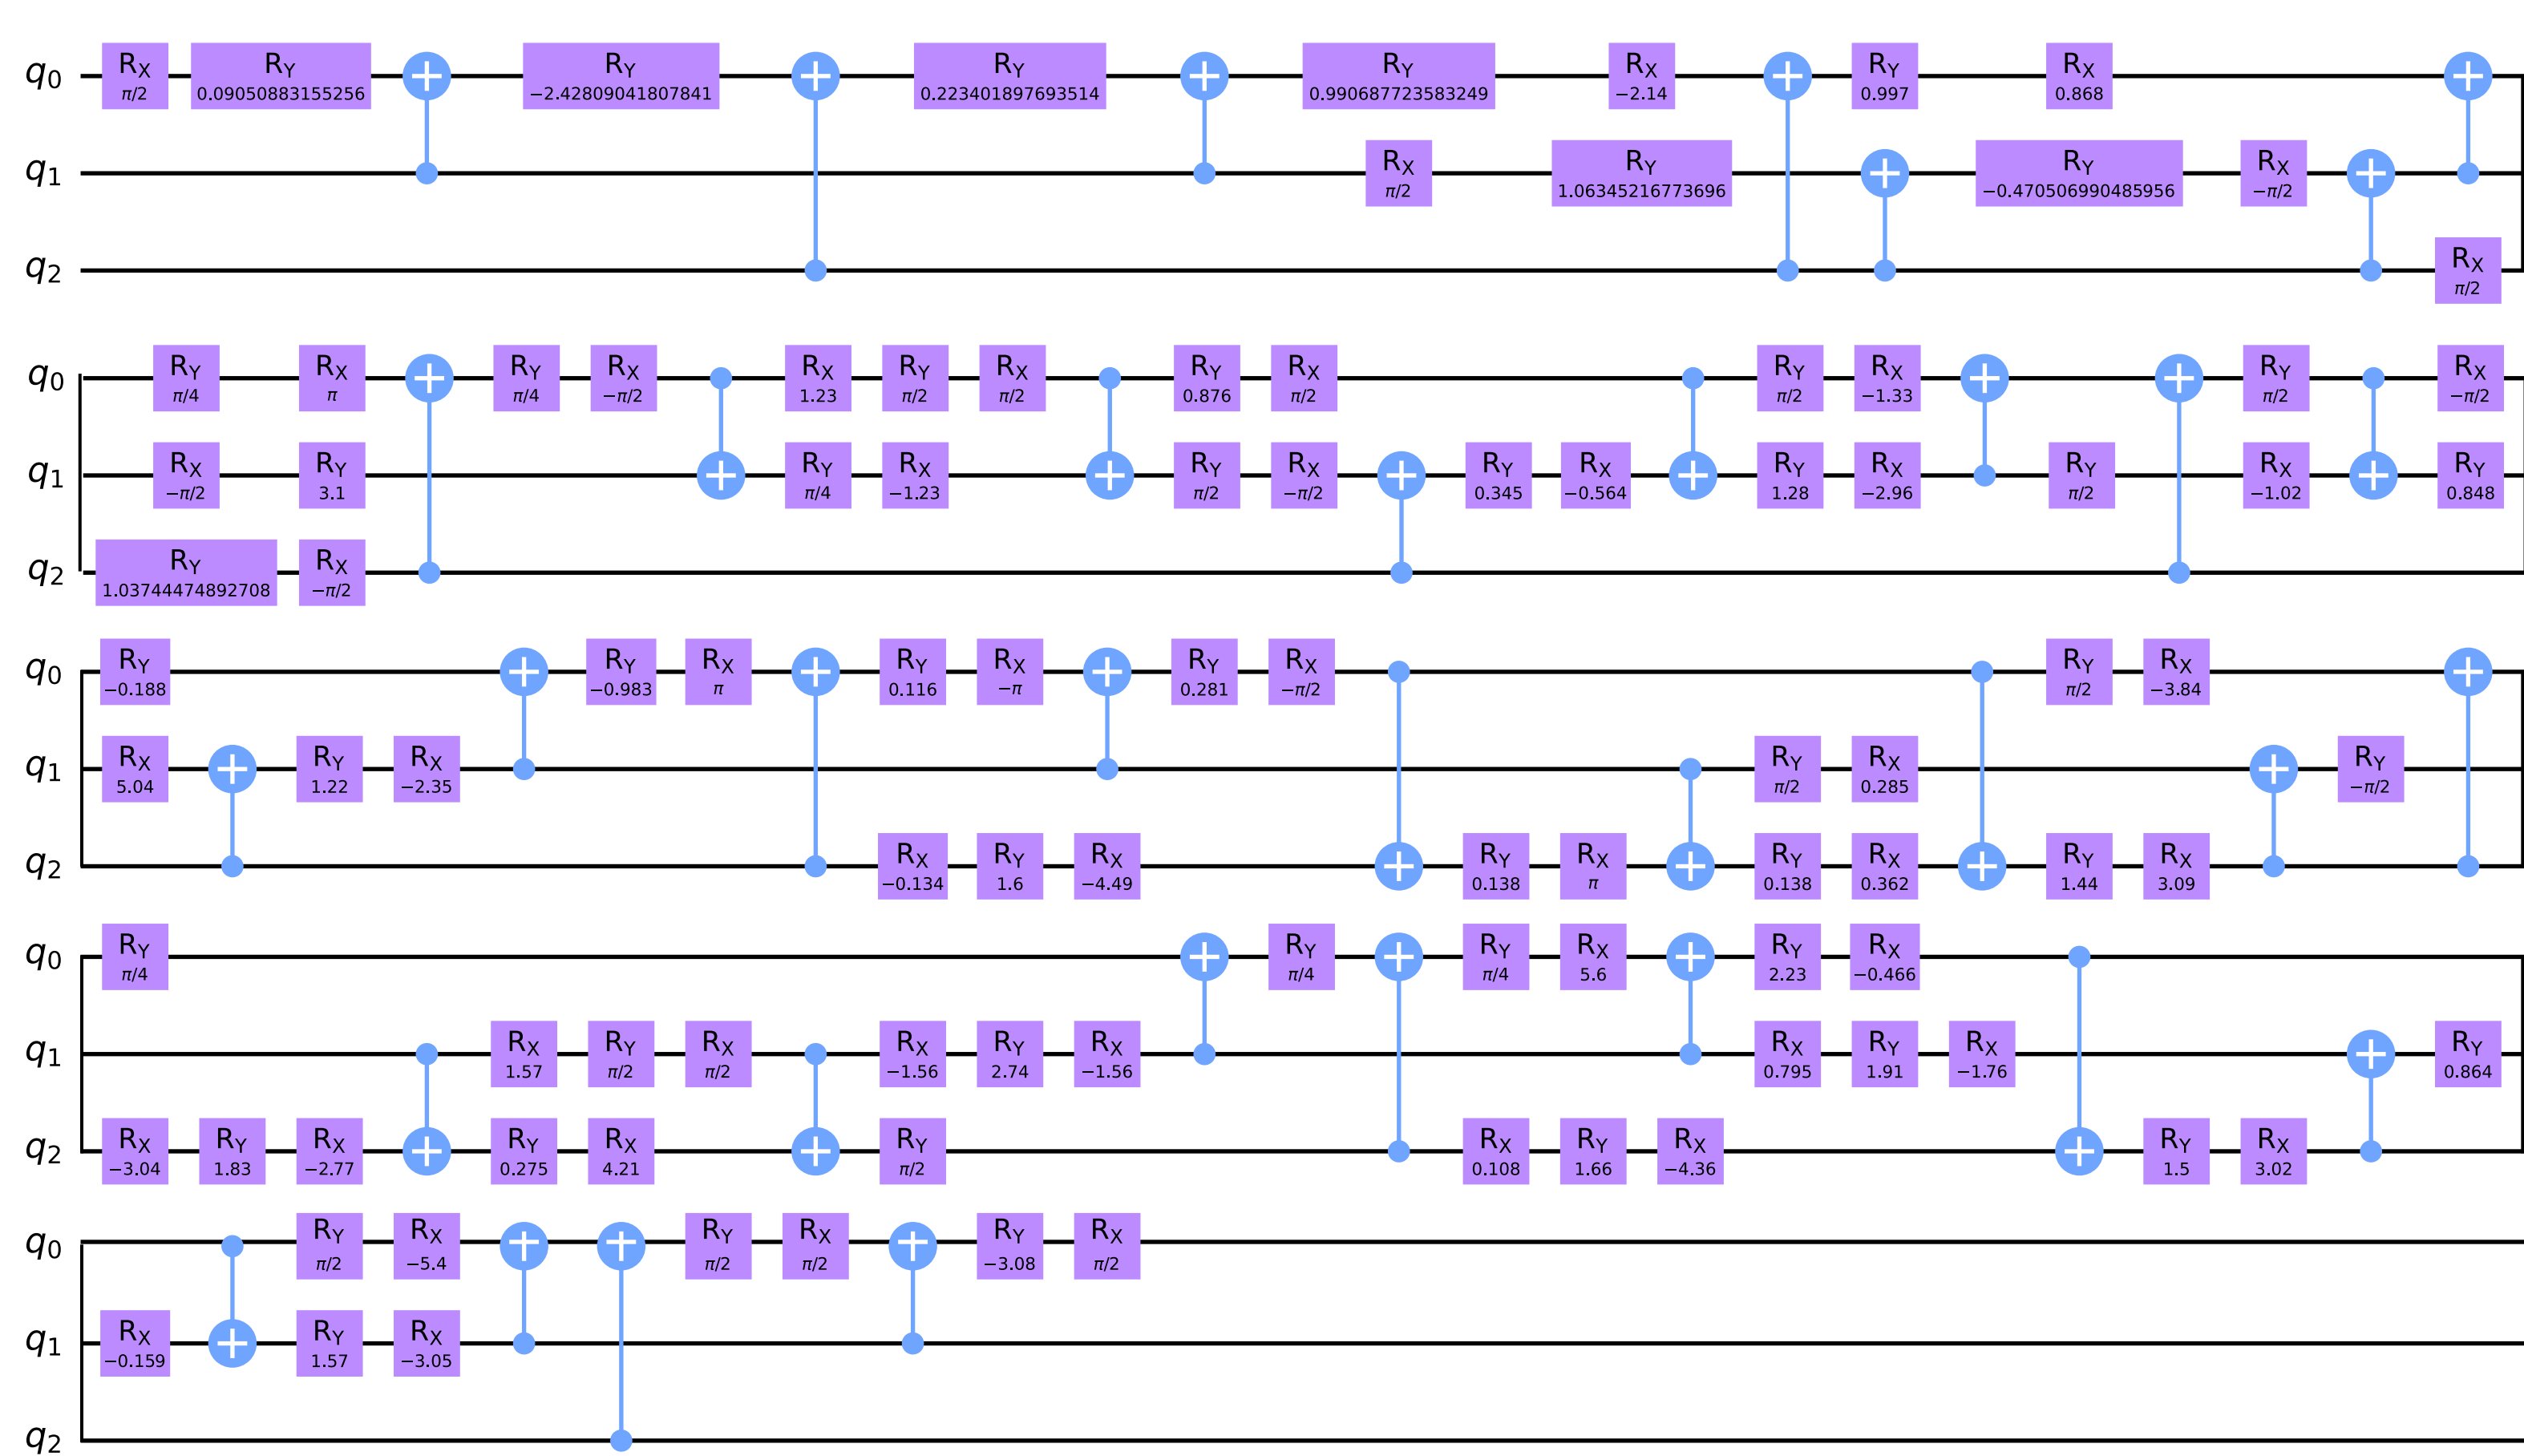 q0 RX RY RY RY RY RX RY RX
π/2 0.09050883155256 −2.42809041807841 0.223401897693514 0.990687723583249 −2.14 0.997 0.868
q1 RX RY RY RX
π/2 1.06345216773696 −0.470506990485956 −π/2
q2 RX
π/2
q0 RY RX RY RX RX RY RX RY RX RY RX RY RX
π/4 π π/4 −π/2 1.23 π/2 π/2 0.876 π/2 π/2 −1.33 π/2 −π/2
q1 RX RY RY RX RY RX RY RX RY RX RY RX RY
−π/2 3.1 π/4 −1.23 π/2 −π/2 0.345 −0.564 1.28 −2.96 π/2 −1.02 0.848
q2 RY RX
1.03744474892708 −π/2
q0 RY RY RX RY RX RY RX RY RX
−0.188 −0.983 π 0.116 −π 0.281 −π/2 π/2 −3.84
q1 RX RY RX RY RX RY
5.04 1.22 −2.35 π/2 0.285 −π/2
q2 RX RY RX RY RX RY RX RY RX
−0.134 1.6 −4.49 0.138 π 0.138 0.362 1.44 3.09
q0 RY RY RY RX RY RX
π/4 π/4 π/4 5.6 2.23 −0.466
q1 RX RY RX RX RY RX RX RY RX RY
1.57 π/2 π/2 −1.56 2.74 −1.56 0.795 1.91 −1.76 0.864
q2 RX RY RX RY RX RY RX RY RX RY RX
−3.04 1.83 −2.77 0.275 4.21 π/2 0.108 1.66 −4.36 1.5 3.02
q0 RY RX RY RX RY RX
π/2 −5.4 π/2 π/2 −3.08 π/2
q1 RX RY RX
−0.159 1.57 −3.05
q2